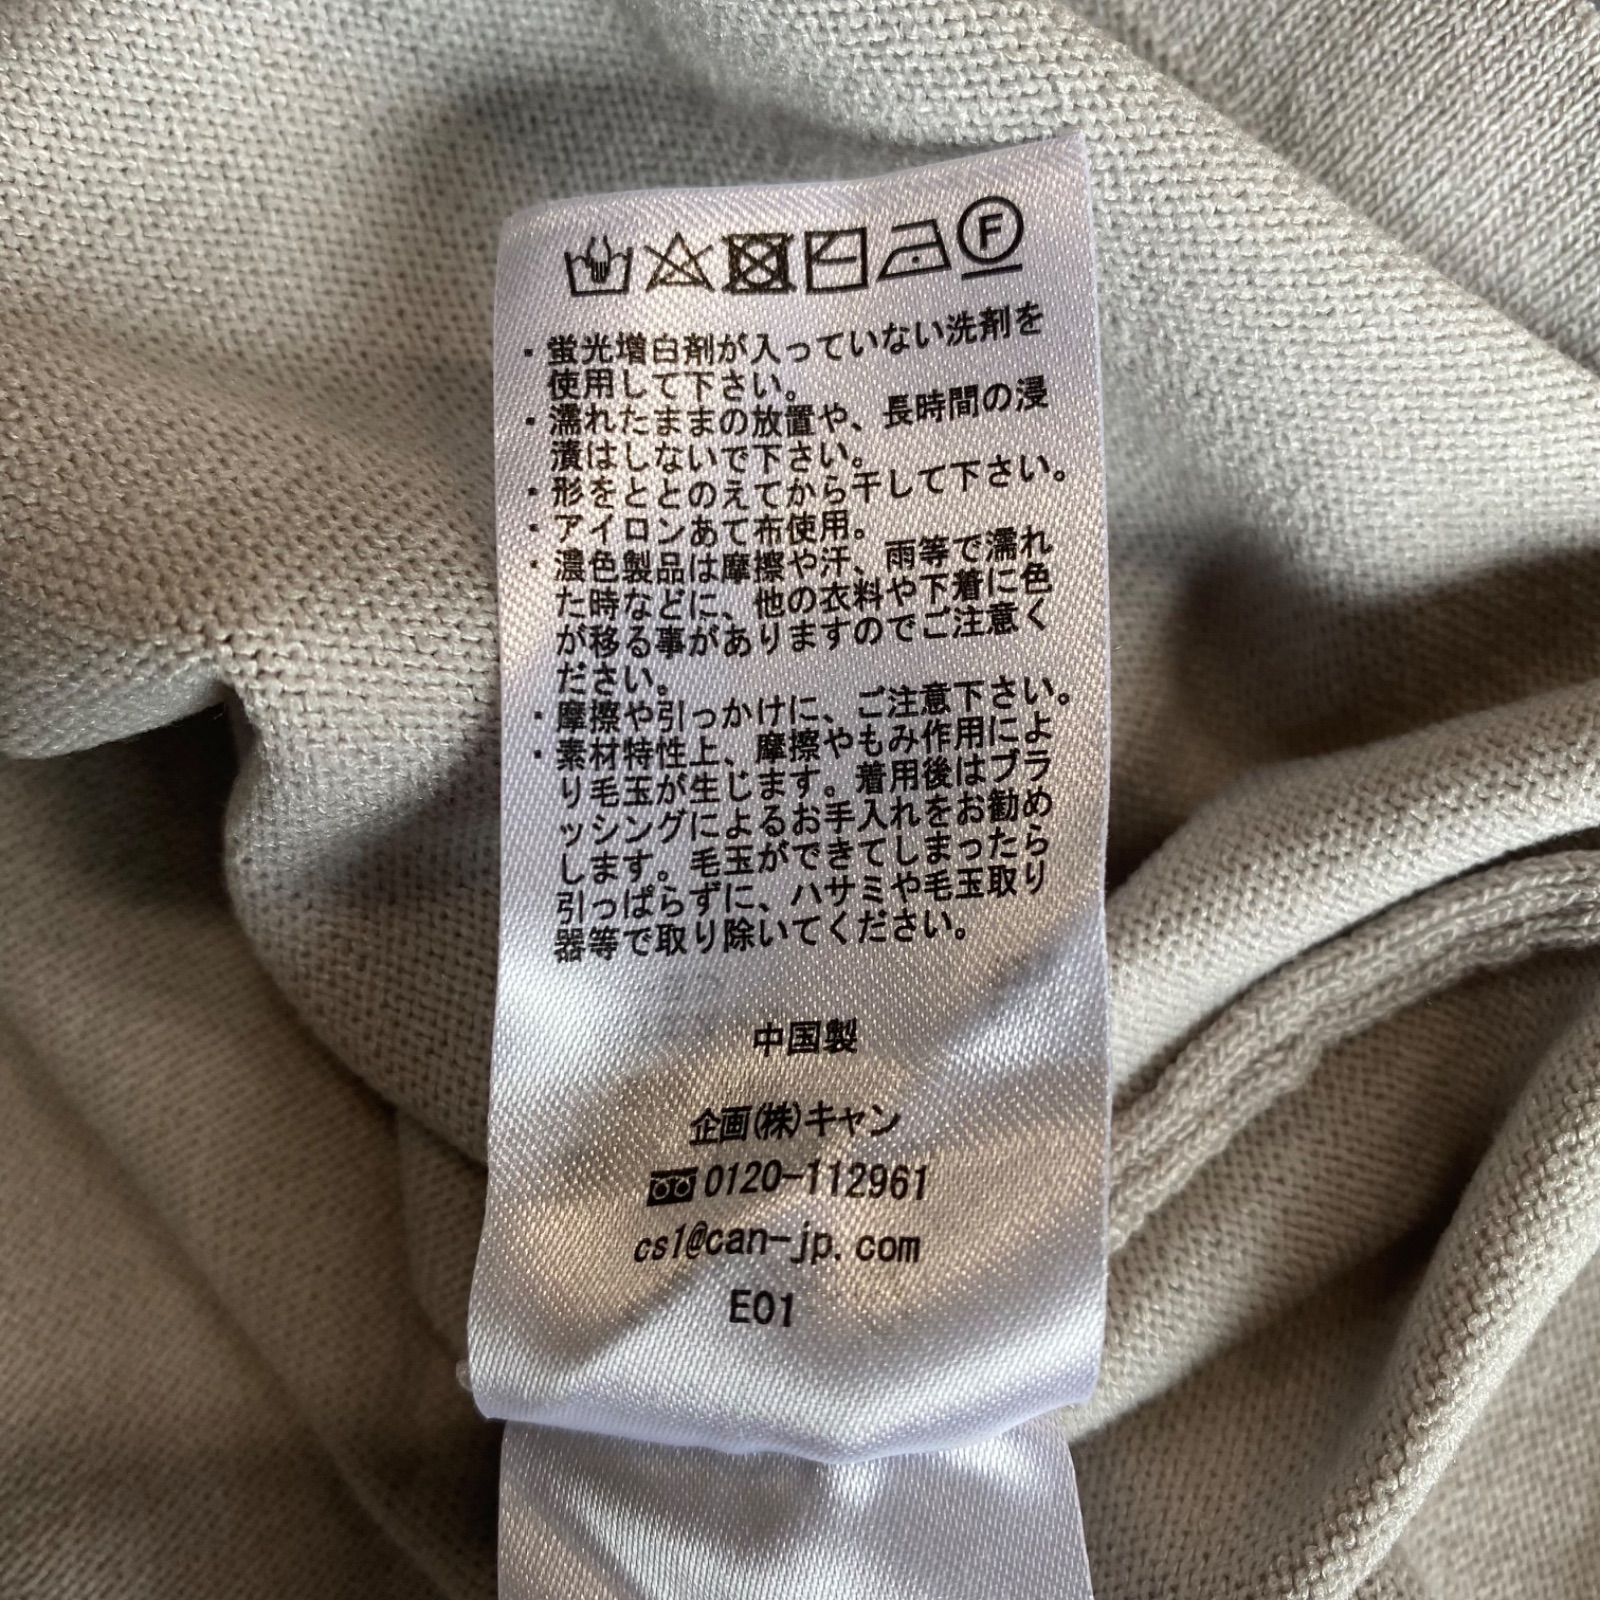 F
・蛍光増白剤が入っていない洗剤を
使用して下さい。
・濡れたままの放置や、長時間の浸
漬はしないで下さい。
・形をととのえてから干して下さい。
・アイロンあて布使用。
・濃色製品は摩擦や汗、雨等で濡れ
た時などに、他の衣料や下着に色
が移る事がありますのでご注意く
ださい。
・摩擦や引っかけに、ご注意下さい。
・素材特性上、摩擦やもみ作用によ
り毛玉が生じます。着用後はブラ
ッシングによるお手入れをお勧め
します。毛玉ができてしまったら
引っぱらずに、ハサミや毛玉取り
器等で取り除いてください。
中国製
企画(株)キャン
0120-112961
cs1@can-jp.com
E01